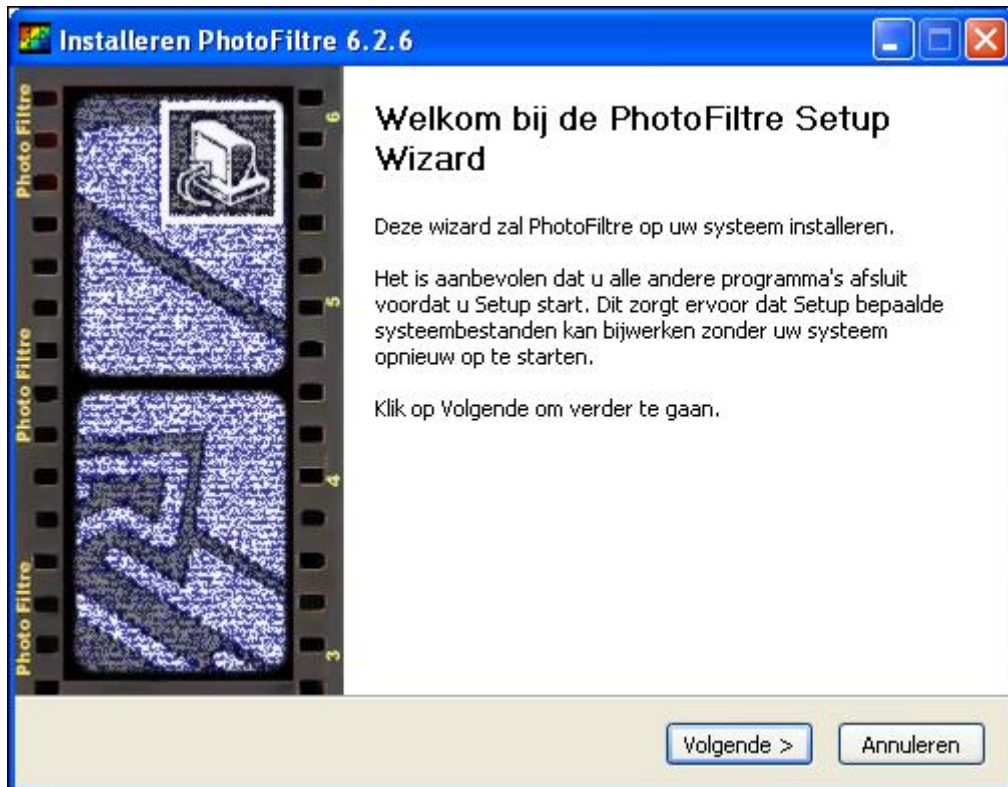 Installeren PhotoFiltre 6.2.6
Photo Filtre
Photo Filtre
Photo Filtre
6
5
4
3
Welkom bij de PhotoFiltre Setup
Wizard
Deze wizard zal PhotoFiltre op uw systeem installeren.
Het is aanbevolen dat u alle andere programma's afsluit
voordat u Setup start. Dit zorgt ervoor dat Setup bepaalde
systeembestanden kan bijwerken zonder uw systeem
opnieuw op te starten.
Klik op Volgende om verder te gaan.
Volgende >
Annuleren